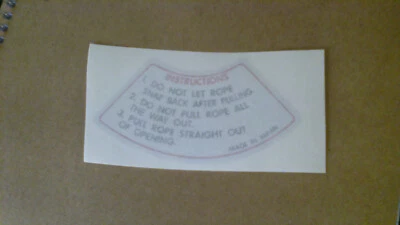 INSTRUCTIONS
1. DO NOT LET ROPE
SNAP BACK AFTER PULLING.
2. DO NOT PULL ROPE ALL
THE WAY OUT.
3. PULL ROPE STRAIGHT OUT
OF OPENING.
MADE IN